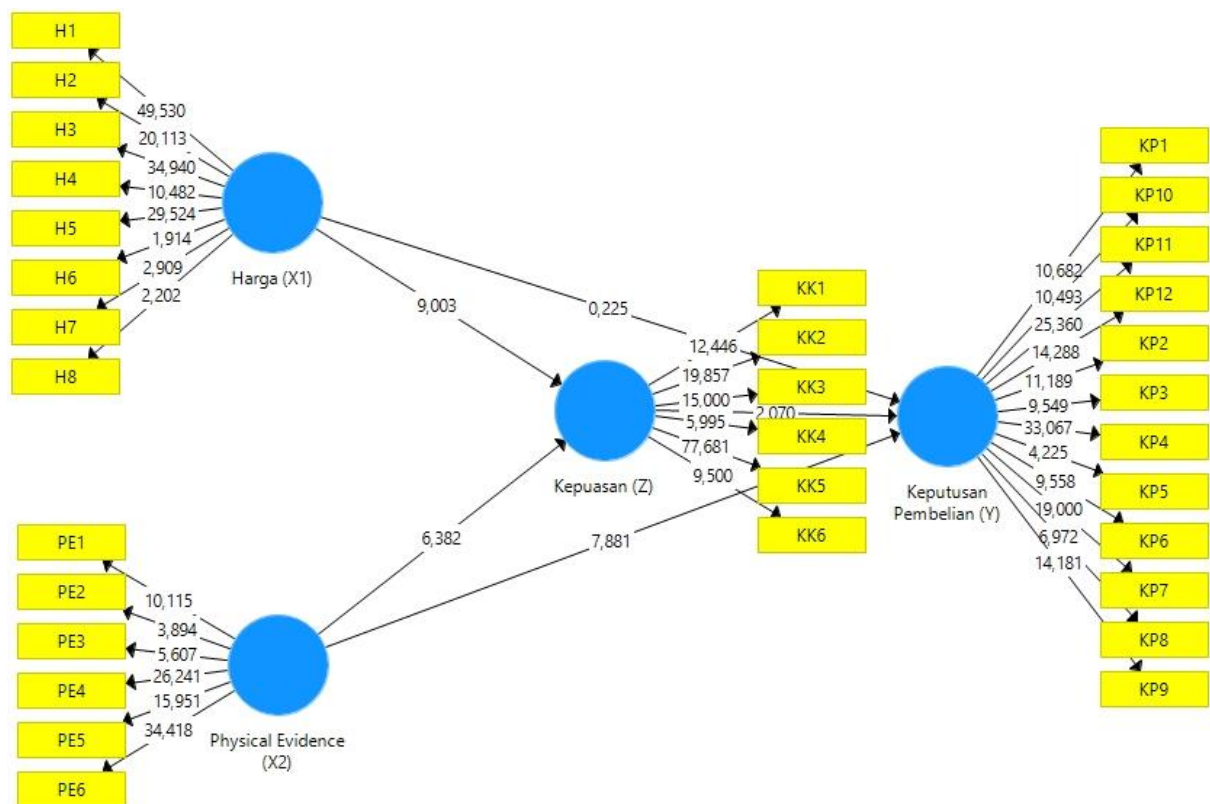 H1
H2
H3
H4
H5
H6
H7
H8
49,530
20,113
34,940
10,482
29,524
1,914
2,909
2,202
Harga (X1)
9,003
0,225
PE1
PE2
PE3
PE4
PE5
PE6
10,115
3,894
5,607
26,241
15,951
34,418
Physical Evidence
(X2)
6,382
7,881
Kepuasan (Z)
12,446
19,857
15,000
2,070
5,995
77,681
9,500
KK1
KK2
KK3
KK4
KK5
KK6
Keputusan
Pembelian (Y)
10,682
10,493
25,360
14,288
11,189
9,549
33,067
4,225
9,558
19,000
6,972
14,181
KP1
KP10
KP11
KP12
KP2
KP3
KP4
KP5
KP6
KP7
KP8
KP9